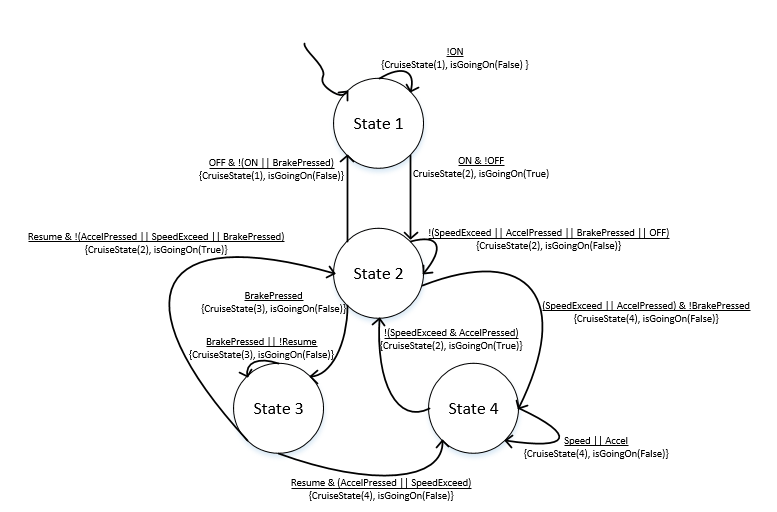 !ON
{CruiseState(1), isGoingOn(False) }
State 1
OFF & !(ON || BrakePressed)
{CruiseState(1), isGoingOn(False)}
ON & !OFF
CruiseState(2), isGoingOn(True)
Resume & !(AccelPressed || SpeedExceed || BrakePressed)
{CruiseState(2), isGoingOn(True)}
!(SpeedExceed || AccelPressed || BrakePressed || OFF)
{CruiseState(2), isGoingOn(False)}
State 2
BrakePressed
{CruiseState(3), isGoingOn(False)}
(SpeedExceed || AccelPressed) & !BrakePressed
{CruiseState(4), isGoingOn(False)}
BrakePressed || !Resume
{CruiseState(3), isGoingOn(False)}
!(SpeedExceed & AccelPressed)
{CruiseState(2), isGoingOn(True)}
State 3
State 4
Speed || Accel
{CruiseState(4), isGoingOn(False)}
Resume & (AccelPressed || SpeedExceed)
{CruiseState(4), isGoingOn(False)}